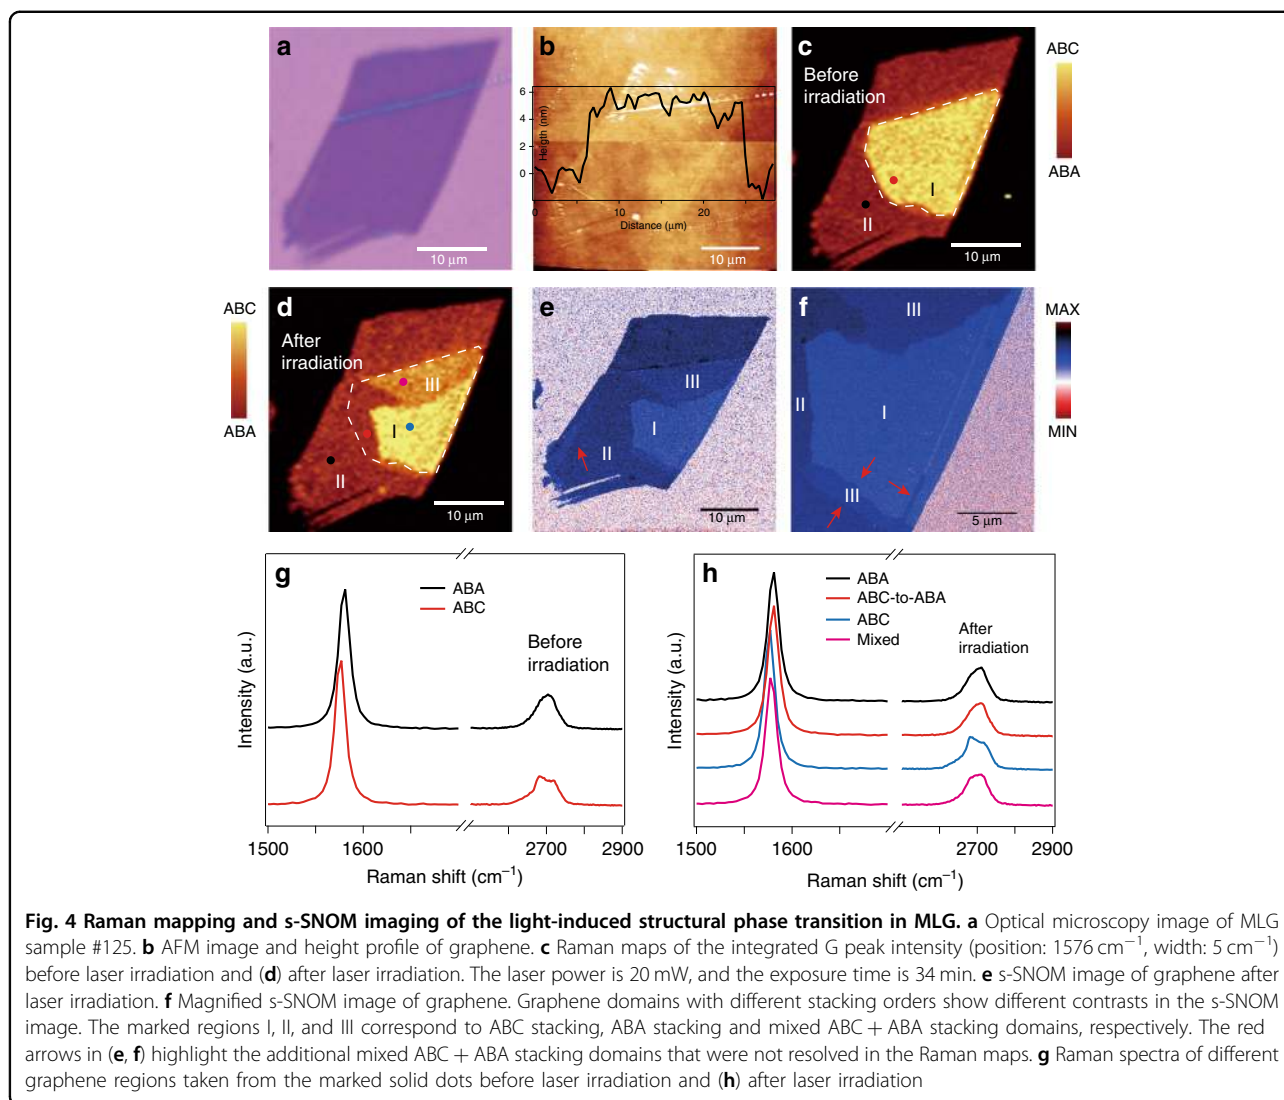 a
10 μm
b
Heigth (nm)
6
4
2
0
0
10
20
Distance (μm)
10 μm
c
Before
irradiation
I
II
10 μm
ABC
ABA
ABC
ABA
d
After
irradiation
III
I
II
10 μm
e
III
I
II
10 μm
f
III
II
I
III
5 μm
MAX
MIN
g
ABA
ABC
Before
irradiation
Intensity (a.u.)
1500 1600 2700 2900
Raman shift (cm⁻¹)
h
ABA
ABC-to-ABA
ABC
Mixed
After
irradiation
Intensity (a.u.)
1500 1600 2700 2900
Raman shift (cm⁻¹)
Fig. 4 Raman mapping and s-SNOM imaging of the light-induced structural phase transition in MLG. a Optical microscopy image of MLG
sample #125. b AFM image and height profile of graphene. c Raman maps of the integrated G peak intensity (position: 1576 cm⁻¹, width: 5 cm⁻¹)
before laser irradiation and (d) after laser irradiation. The laser power is 20 mW, and the exposure time is 34 min. e s-SNOM image of graphene after
laser irradiation. f Magnified s-SNOM image of graphene. Graphene domains with different stacking orders show different contrasts in the s-SNOM
image. The marked regions I, II, and III correspond to ABC stacking, ABA stacking and mixed ABC + ABA stacking domains, respectively. The red
arrows in (e, f) highlight the additional mixed ABC + ABA stacking domains that were not resolved in the Raman maps. g Raman spectra of different
graphene regions taken from the marked solid dots before laser irradiation and (h) after laser irradiation